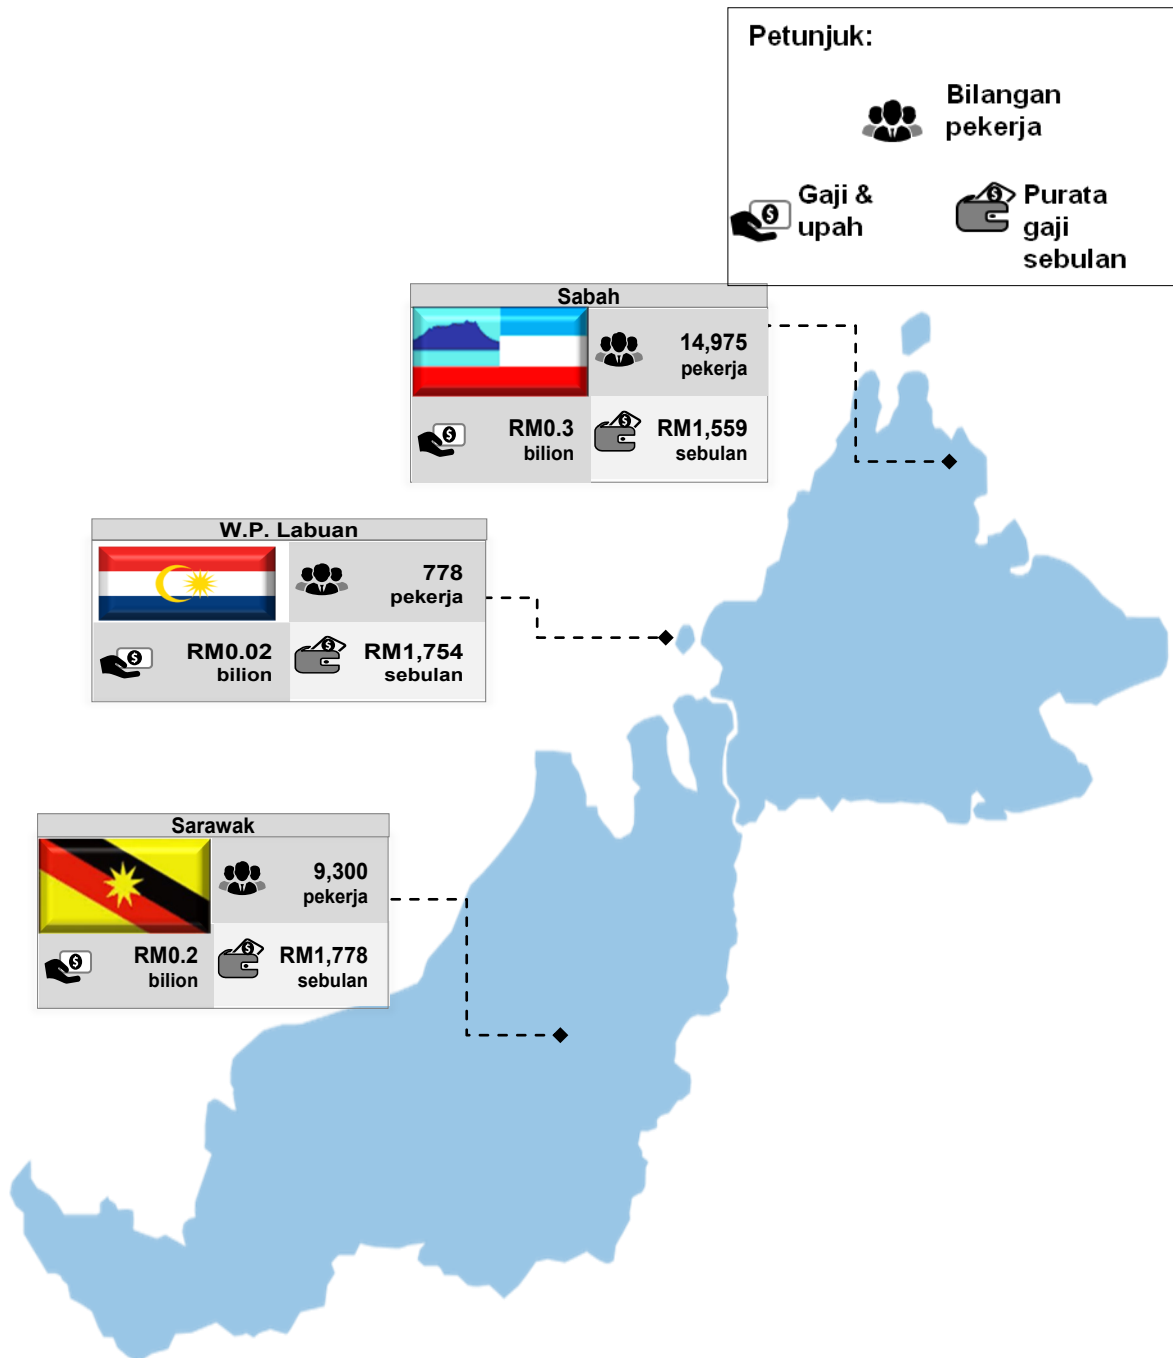 Petunjuk:
Bilangan
pekerja
Gaji &
upah
Purata
gaji
sebulan
Sabah
14,975
pekerja
RM0.3
bilion
RM1,559
sebulan
W.P. Labuan
778
pekerja
RM0.02
bilion
RM1,754
sebulan
Sarawak
9,300
pekerja
RM0.2
bilion
RM1,778
sebulan